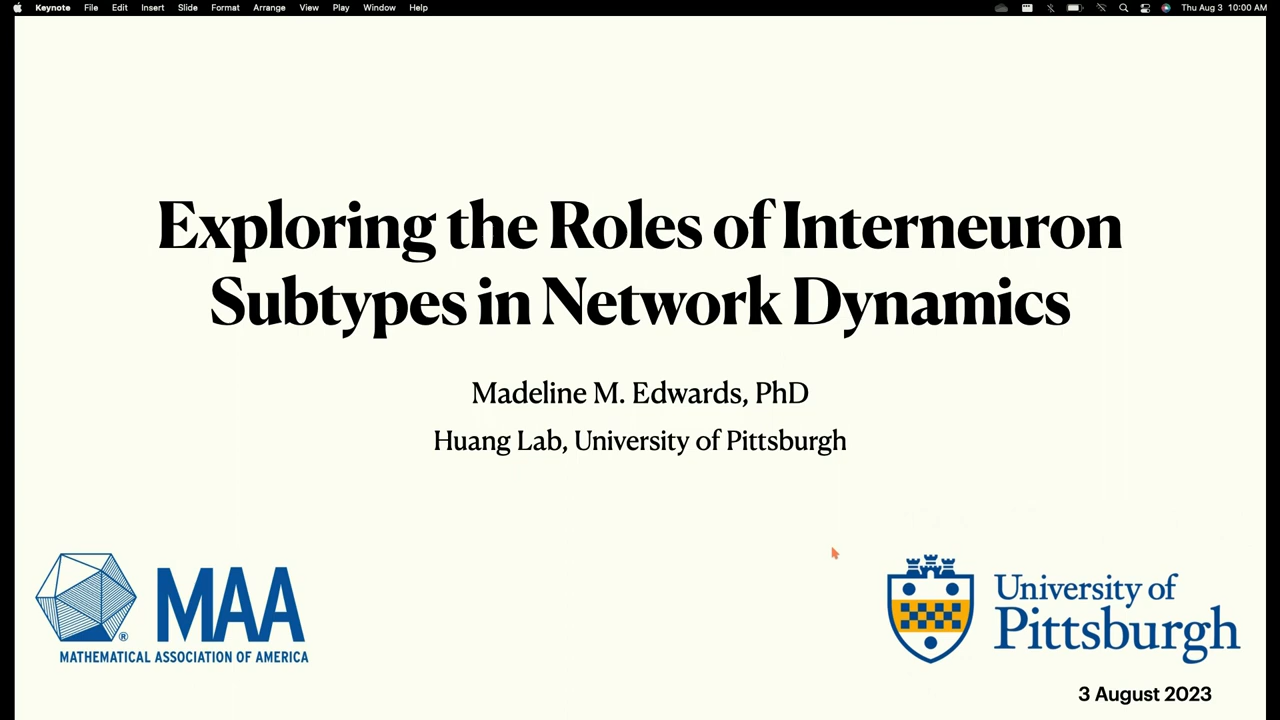 Keynote File Edit Insert Slide Format Arrange View Play Window Help Thu Aug 3 10:00 AM
Exploring the Roles of Interneuron
Subtypes in Network Dynamics
Madeline M. Edwards, PhD
Huang Lab, University of Pittsburgh
MAA
®
MATHEMATICAL ASSOCIATION OF AMERICA
University of
Pittsburgh
3 August 2023